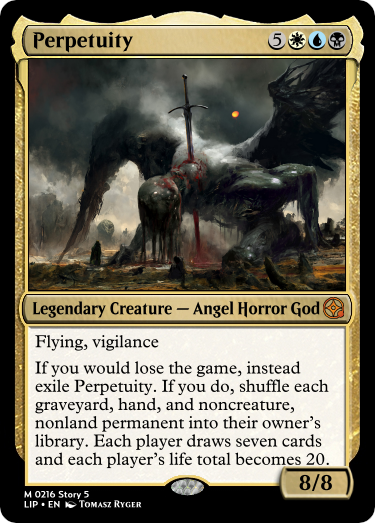 Perpetuity 5
Legendary Creature — Angel Horror God
Flying, vigilance
If you would lose the game, instead
exile Perpetuity. If you do, shuffle each
graveyard, hand, and noncreature,
nonland permanent into their owner's
library. Each player draws seven cards
and each player's life total becomes 20.
8/8
M 0216 Story 5
LIP • EN Tomasz Ryger